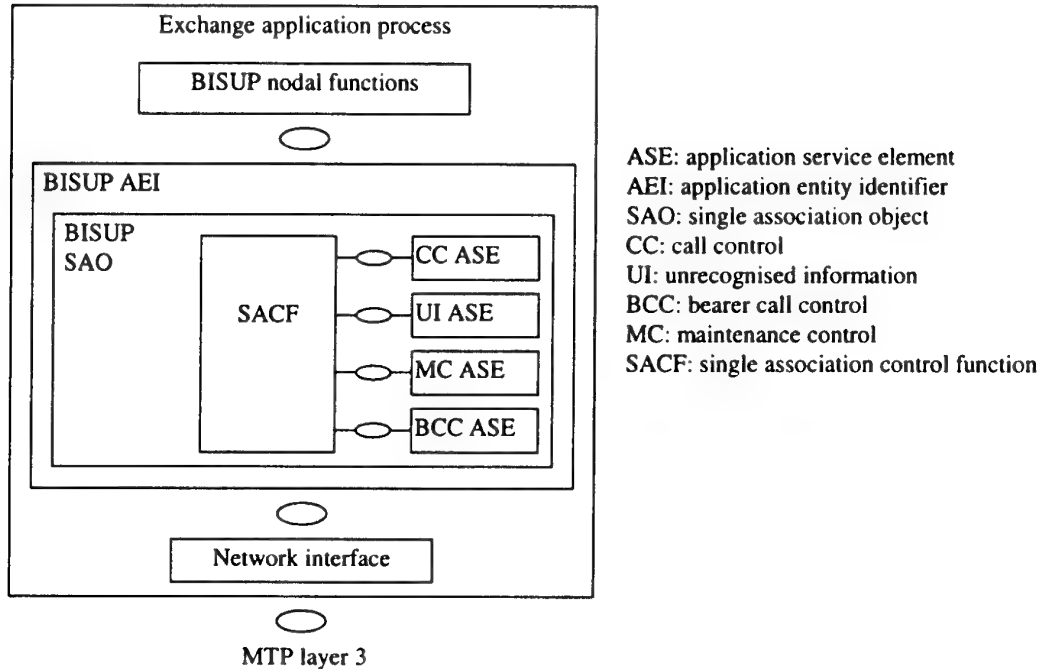 Exchange application process
BISUP nodal functions
BISUP AEI
BISUP
SAO
SACF
CC ASE
UI ASE
MC ASE
BCC ASE
Network interface
MTP layer 3
ASE: application service element
AEI: application entity identifier
SAO: single association object
CC: call control
UI: unrecognised information
BCC: bearer call control
MC: maintenance control
SACF: single association control function